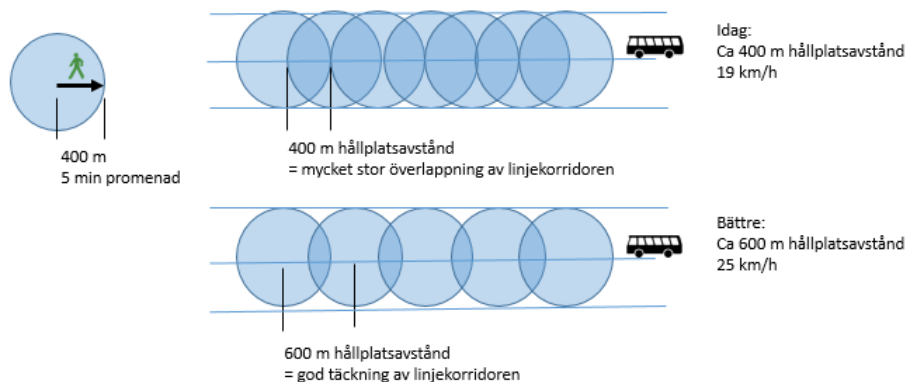 400 m
5 min promenad
400 m hållplatsavstånd
= mycket stor överlappning av linjekorridoren
Idag:
Ca 400 m hållplatsavstånd
19 km/h
600 m hållplatsavstånd
= god täckning av linjekorridoren
Bättre:
Ca 600 m hållplatsavstånd
25 km/h